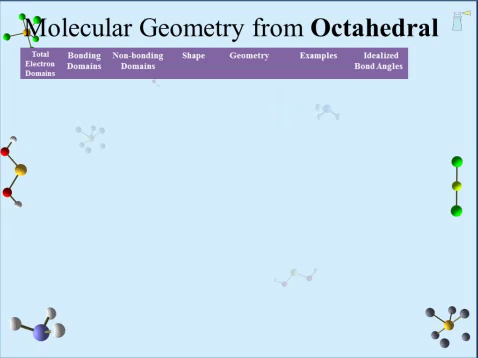 Molecular Geometry from Octahedral
Total Electron Domains
Bonding Domains
Non-bonding Domains
Shape
Geometry
Examples
Idealized Bond Angles